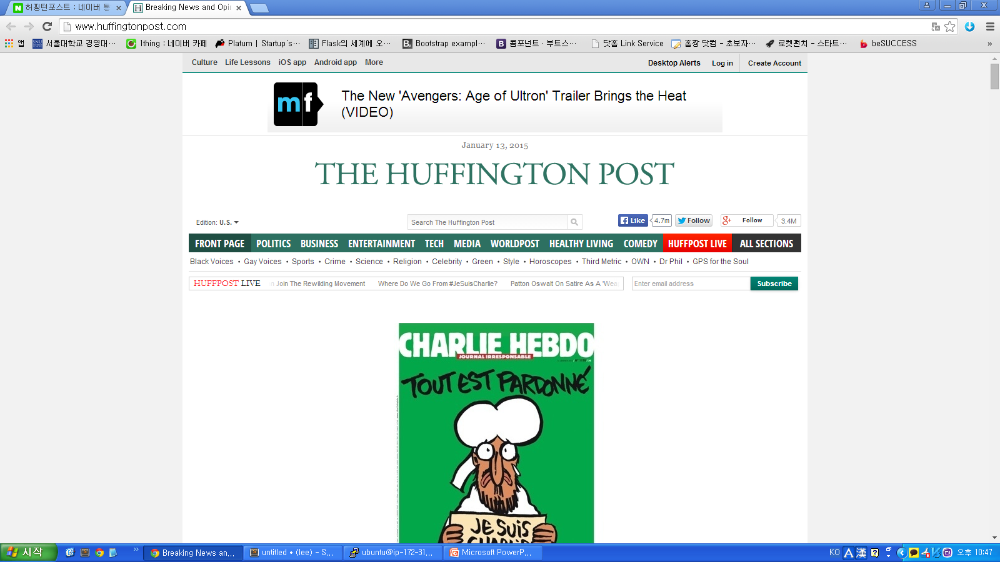 허핑턴포스트 : 네이버 통
Breaking News and Opin
www.huffingtonpost.com
앱 서울대학교 경영대··· 1thing : 네이버 카페 Platum | Startup's··· Flask의 세계에 오··· Bootstrap exampl··· 콤포넌트 · 부트스··· 닷홈 Link Service 홈짱 닷컴 - 초보자··· 로켓펀치 - 스타트··· beSUCCESS »
Culture Life Lessons iOS app Android app More Desktop Alerts Log in Create Account
mf
The New 'Avengers: Age of Ultron' Trailer Brings the Heat
(VIDEO)
January 13, 2015
THE HUFFINGTON POST
Edition: U.S. Search The Huffington Post Like 4.7m Follow Follow 3.4M
FRONT PAGE POLITICS BUSINESS ENTERTAINMENT TECH MEDIA WORLDPOST HEALTHY LIVING COMEDY HUFFPOST LIVE ALL SECTIONS
Black Voices • Gay Voices • Sports • Crime • Science • Religion • Celebrity • Green • Style • Horoscopes • Third Metric • OWN • Dr Phil • GPS for the Soul
HUFFPOST LIVE Join The Rewilding Movement Where Do We Go From #JeSuisCharlie? Patton Oswalt On Satire As A 'Wea Enter email address Subscribe
CHARLIE HEBDO
JOURNAL IRRESPONSABLE
TOUT EST PARDONNÉ
JE SUIS
CHARLIE
시작 Breaking News an... untitled • (lee) - S... ubuntu@ip-172-31... Microsoft PowerP... KO A 漢 오후 10:47